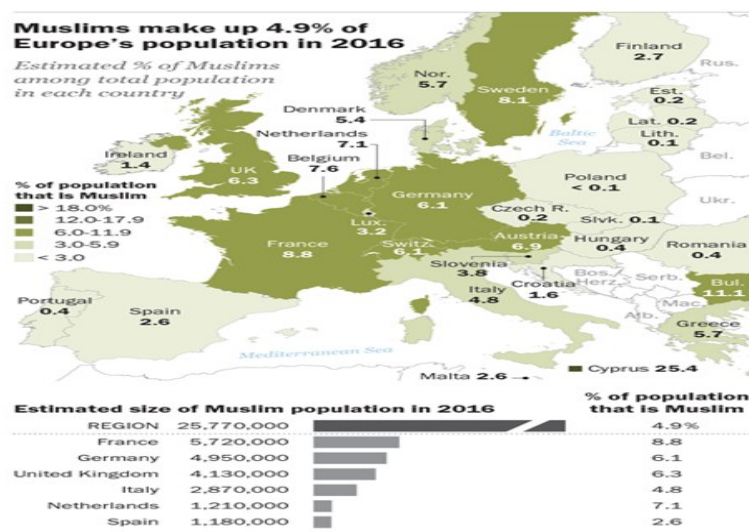 Muslims make up 4.9% of
Europe's population in 2016
Estimated % of Muslims
among total population
in each country
Finland
2.7
Rus.
Nor.
5.7
Sweden
8.1
Est.
0.2
Denmark
5.4
Lat. 0.2
Netherlands
7.1
Baltic
Sea
Lith.
0.1
Ireland
1.4
Belgium
7.6
Bel.
UK
6.3
Poland
< 0.1
% of population
that is Muslim
> 18.0%
12.0-17.9
6.0-11.9
3.0-5.9
< 3.0
Germany
6.1
Ukr.
Czech R.
0.2
Lux.
3.2
Slvk. 0.1
France
8.8
Switz.
6.1
Austria
6.9
Hungary
0.4
Romania
0.4
Slovenia
3.8
Croatia
1.6
Bos./
Herz.
Serb.
Bul.
11.1
Portugal
0.4
Spain
2.6
Italy
4.8
Mac.
Alb.
Greece
5.7
Mediterranean Sea
Malta 2.6
Cyprus 25.4
Estimated size of Muslim population in 2016
% of population
that is Muslim
REGION 25,770,000 4.9%
France 5,720,000 8.8
Germany 4,950,000 6.1
United Kingdom 4,130,000 6.3
Italy 2,870,000 4.8
Netherlands 1,210,000 7.1
Spain 1,180,000 2.6